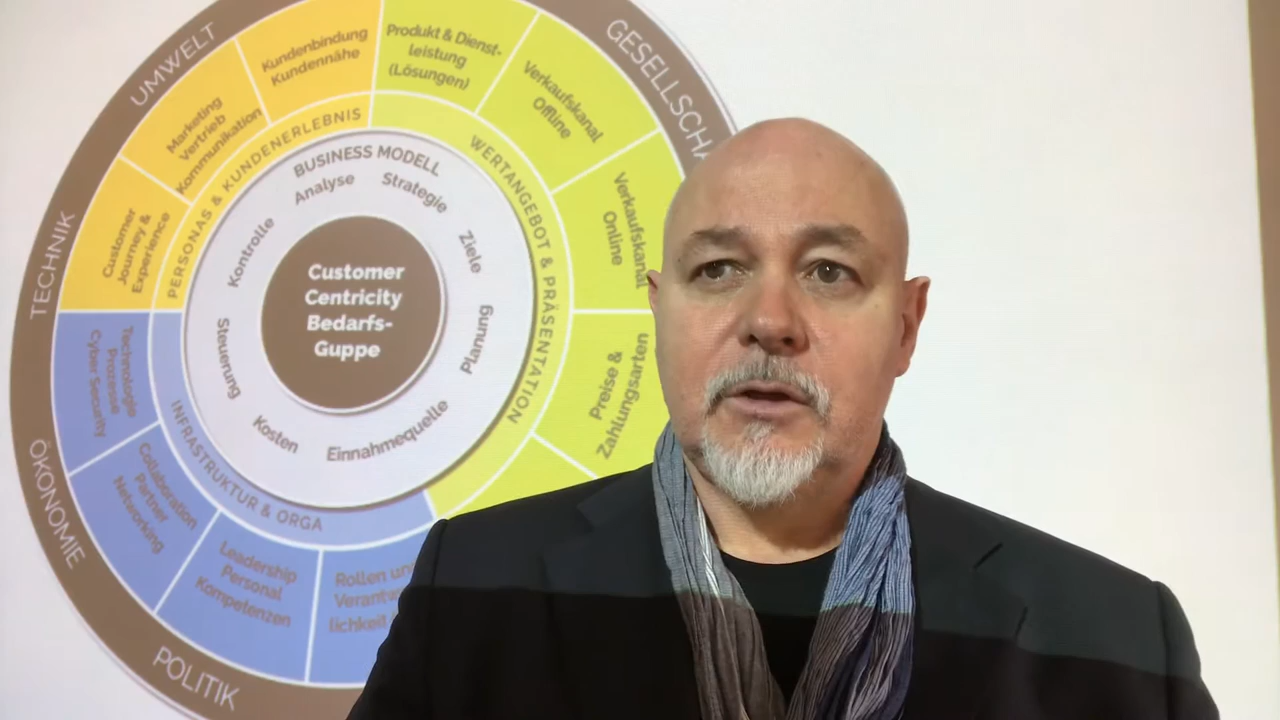 UMWELT
GESELLSCHA
TECHNIK
ÖKONOMIE
POLITIK
Kundenbindung
Kundennähe
Produkt & Dienst-
leistung
(Lösungen)
Verkaufskanal
Offline
Verkaufskanal
Online
Preise &
Zahlungsarten
Marketing
Vertrieb
Kommunikation
Customer
Journey &
Experience
Technologie
Prozesse
Cyber Security
Collaboration
Partner
Networking
Leadership
Personal
Kompetenzen
Rollen un
Verantw
lichkeit
PERSONAS & KUNDENERLEBNIS
WERTANGEBOT & PRÄSENTATION
INFRASTRUKTUR & ORGA
BUSINESS MODELL
Analyse
Strategie
Ziele
Planung
Einnahmequelle
Kosten
Steuerung
Kontrolle
Customer
Centricity
Bedarfs-
Guppe